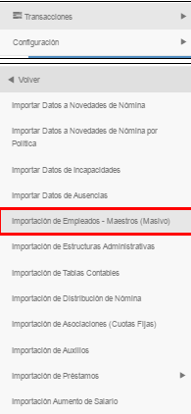 Transacciones
Configuración
Volver
Importar Datos a Novedades de Nómina
Importar Datos a Novedades de Nómina por
Política
Importar Datos de Incapacidades
Importar Datos de Ausencias
Importación de Empleados - Maestros (Masivo)
Importación de Estructuras Administrativas
Importación de Tablas Contables
Importación de Distribución de Nómina
Importación de Asociaciones (Cuotas Fijas)
Importación de Auxilios
Importación de Préstamos
Importación Aumento de Salario